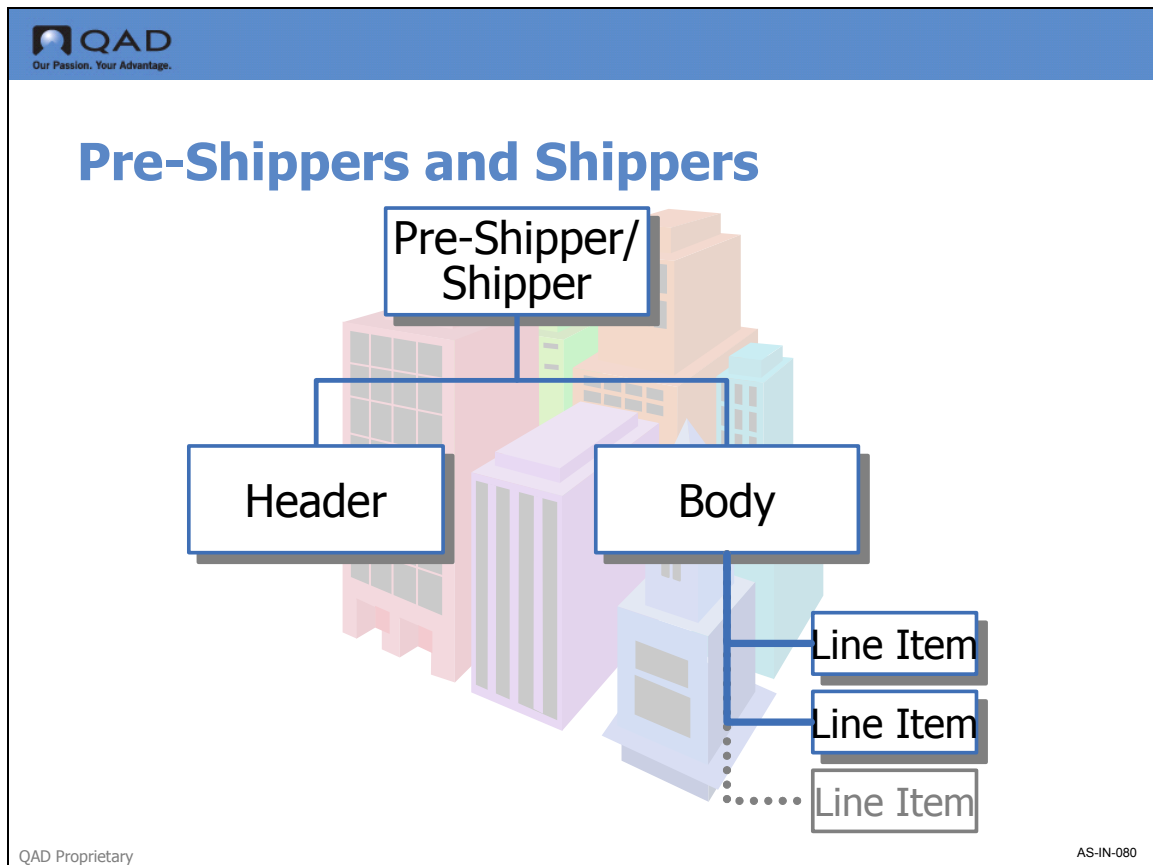 QAD
Our Passion. Your Advantage.
Pre-Shippers and Shippers
Pre-Shipper/
Shipper
Header
Body
Line Item
Line Item
Line Item
QAD Proprietary
AS-IN-080